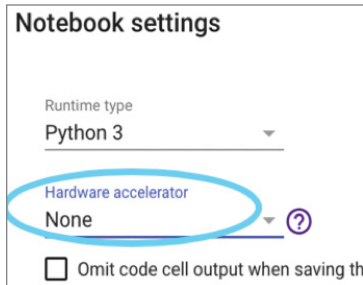 Notebook settings
Runtime type
Python 3
Hardware accelerator
None
Omit code cell output when saving th